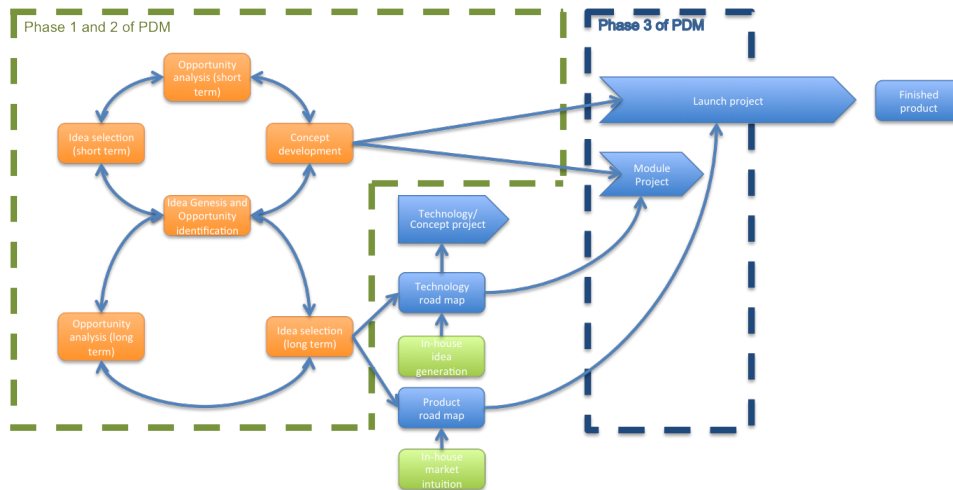 Phase 1 and 2 of PDM
Phase 3 of PDM
Opportunity
analysis (short
term)
Launch project
Finished
product
Idea selection
(short term)
Concept
development
Module
Project
Idea Genesis and
Opportunity
identification
Technology/
Concept project
Technology
road map
Opportunity
analysis (long
term)
Idea selection
(long term)
In-house
idea
generation
Product
road map
In-house
market
intuition